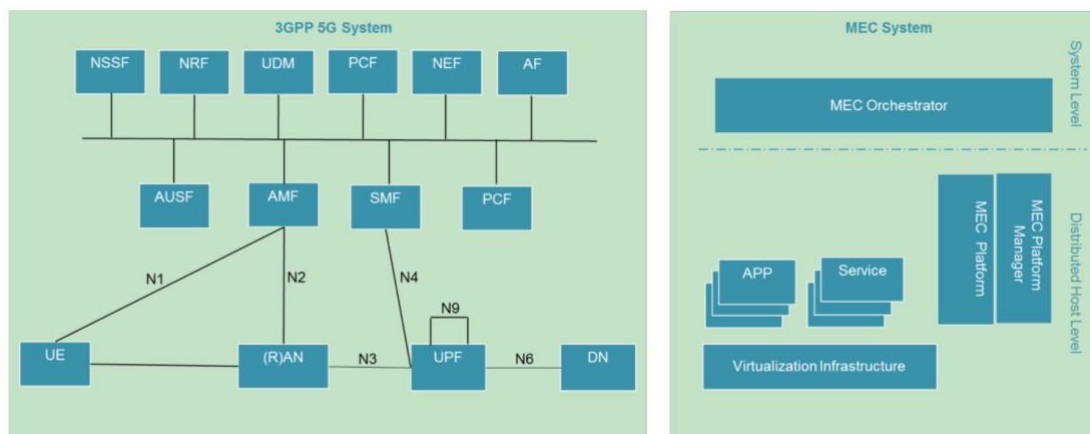 3GPP 5G System
NSSF
NRF
UDM
PCF
NEF
AF
AUSF
AMF
SMF
PCF
N1
N2
N4
N9
UE
(R)AN
N3
UPF
N6
DN
MEC System
System Level
MEC Orchestrator
MEC Platform
MEC Platform
Manager
Distributed Host Level
APP
Service
Virtualization Infrastructure